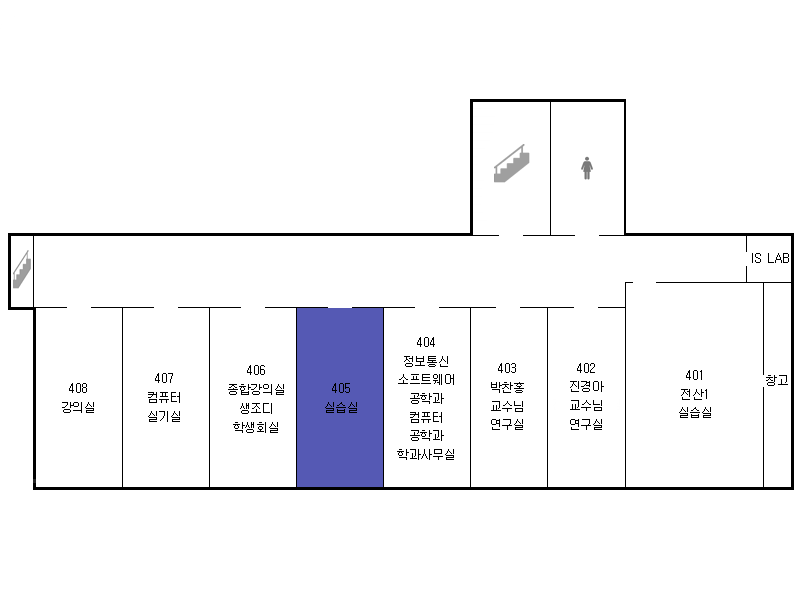 IS LAB
408
강의실
407
컴퓨터
실기실
406
종합강의실
생조디
학생회실
405
실습실
404
정보통신
소프트웨어
공학과
컴퓨터
공학과
학과사무실
403
박찬홍
교수님
연구실
402
진경아
교수님
연구실
401
전산1
실습실
창고